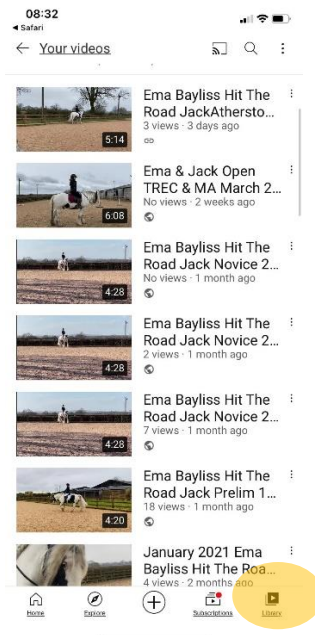 08:32
Safari
Your videos
Ema Bayliss Hit The
Road JackAthersto...
3 views · 3 days ago
5:14
Ema & Jack Open
TREC & MA March 2...
No views · 2 weeks ago
6:08
Ema Bayliss Hit The
Road Jack Novice 2...
No views · 1 month ago
4:28
Ema Bayliss Hit The
Road Jack Novice 2...
2 views · 1 month ago
4:28
Ema Bayliss Hit The
Road Jack Novice 2...
7 views · 1 month ago
4:28
Ema Bayliss Hit The
Road Jack Prelim 1...
18 views · 1 month ago
4:20
January 2021 Ema
Bayliss Hit The Roa...
4 views · 2 months ago
Home
Explore
Subscriptions
Library